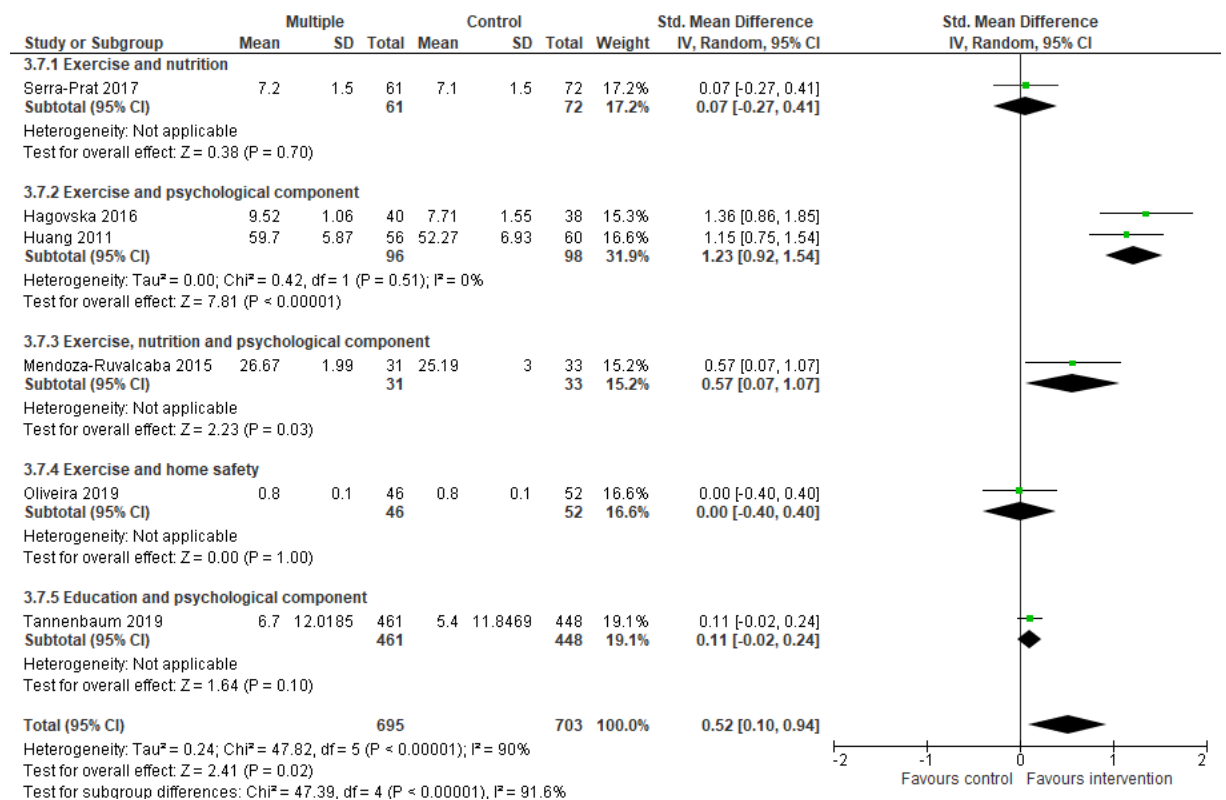 Multiple Control Std. Mean Difference Std. Mean Difference
Study or Subgroup Mean SD Total Mean SD Total Weight IV, Random, 95% CI IV, Random, 95% CI
3.7.1 Exercise and nutrition
Serra-Prat 2017 7.2 1.5 61 7.1 1.5 72 17.2% 0.07 [-0.27, 0.41]
Subtotal (95% CI) 61 72 17.2% 0.07 [-0.27, 0.41]
Heterogeneity: Not applicable
Test for overall effect: Z = 0.38 (P = 0.70)
3.7.2 Exercise and psychological component
Hagovska 2016 9.52 1.06 40 7.71 1.55 38 15.3% 1.36 [0.86, 1.85]
Huang 2011 59.7 5.87 56 52.27 6.93 60 16.6% 1.15 [0.75, 1.54]
Subtotal (95% CI) 96 98 31.9% 1.23 [0.92, 1.54]
Heterogeneity: Tau² = 0.00; Chi² = 0.42, df = 1 (P = 0.51); I² = 0%
Test for overall effect: Z = 7.81 (P < 0.00001)
3.7.3 Exercise, nutrition and psychological component
Mendoza-Ruvalcaba 2015 26.67 1.99 31 25.19 3 33 15.2% 0.57 [0.07, 1.07]
Subtotal (95% CI) 31 33 15.2% 0.57 [0.07, 1.07]
Heterogeneity: Not applicable
Test for overall effect: Z = 2.23 (P = 0.03)
3.7.4 Exercise and home safety
Oliveira 2019 0.8 0.1 46 0.8 0.1 52 16.6% 0.00 [-0.40, 0.40]
Subtotal (95% CI) 46 52 16.6% 0.00 [-0.40, 0.40]
Heterogeneity: Not applicable
Test for overall effect: Z = 0.00 (P = 1.00)
3.7.5 Education and psychological component
Tannenbaum 2019 6.7 12.0185 461 5.4 11.8469 448 19.1% 0.11 [-0.02, 0.24]
Subtotal (95% CI) 461 448 19.1% 0.11 [-0.02, 0.24]
Heterogeneity: Not applicable
Test for overall effect: Z = 1.64 (P = 0.10)
Total (95% CI) 695 703 100.0% 0.52 [0.10, 0.94]
Heterogeneity: Tau² = 0.24; Chi² = 47.82, df = 5 (P < 0.00001); I² = 90%
Test for overall effect: Z = 2.41 (P = 0.02)
Test for subgroup differences: Chi² = 47.39, df = 4 (P < 0.00001), I² = 91.6%
-2 -1 0 1 2
Favours control Favours intervention